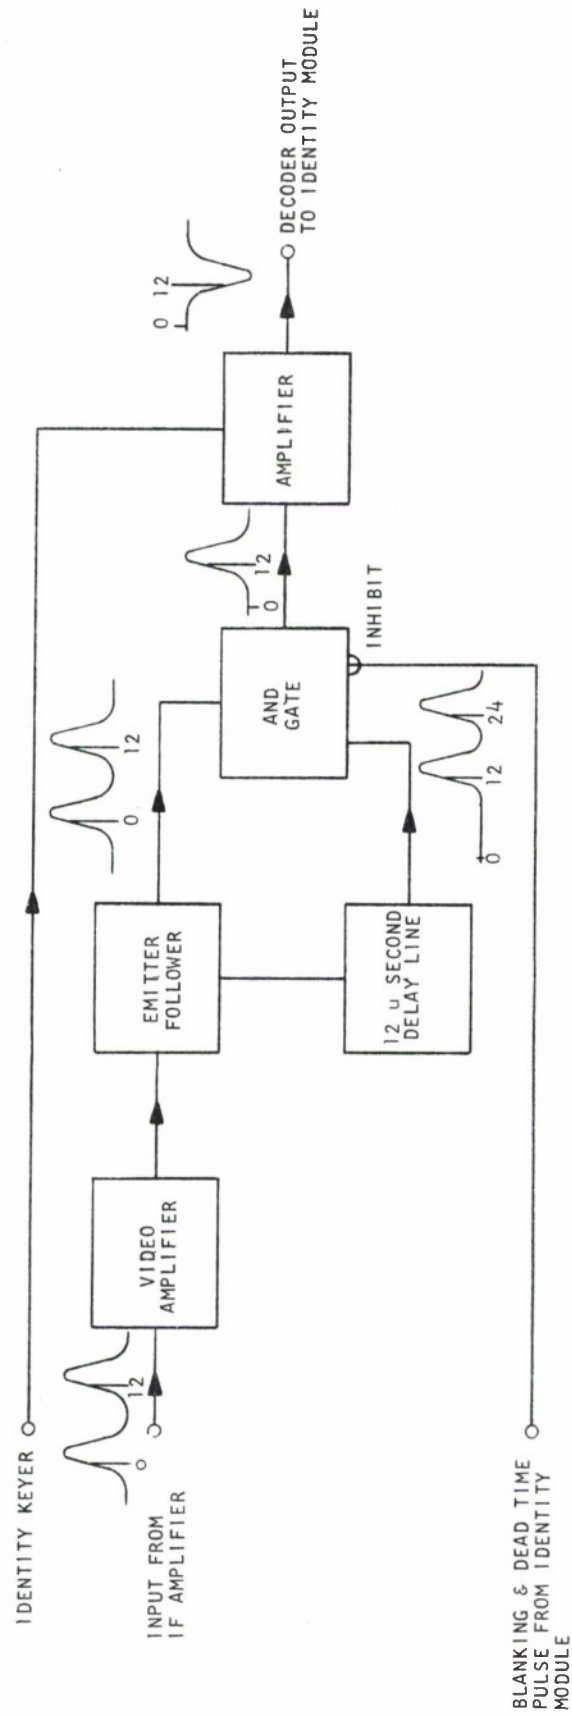 IDENTITY KEYER
INPUT FROM
IF AMPLIFIER
0
12
VIDEO
AMPLIFIER
EMITTER
FOLLOWER
12 u SECOND
DELAY LINE
0
12
0
12
24
AND
GATE
INHIBIT
0
12
AMPLIFIER
0 12
DECODER OUTPUT
TO IDENTITY MODULE
BLANKING & DEAD TIME
PULSE FROM IDENTITY
MODULE